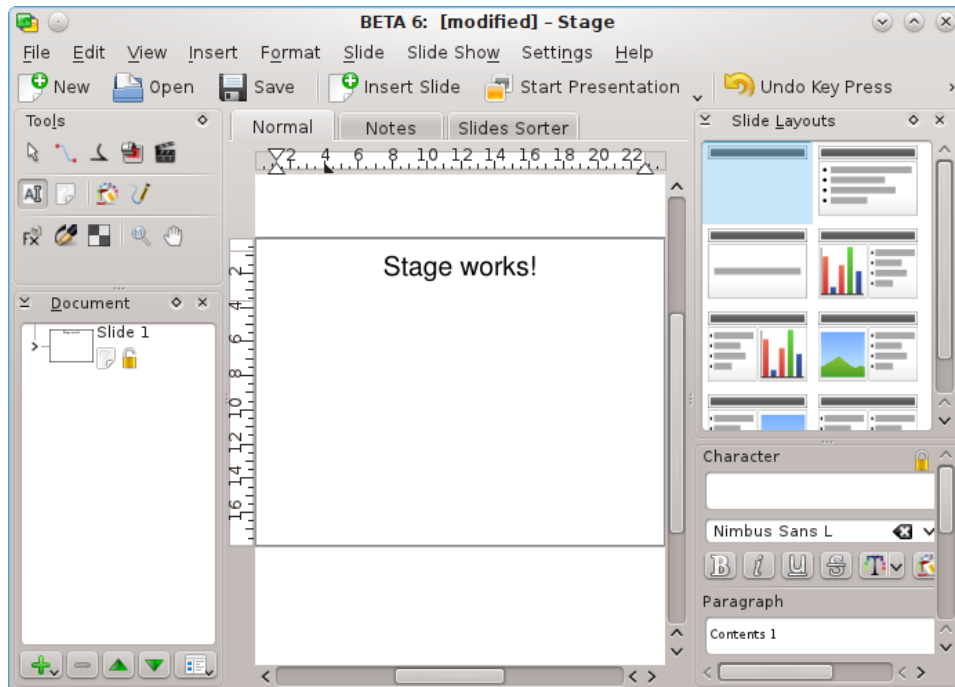 BETA 6:  [modified] – Stage
File Edit View Insert Format Slide Slide Show Settings Help
New Open Save Insert Slide Start Presentation Undo Key Press
Tools
Normal Notes Slides Sorter
Slide Layouts
2 4 6 8 10 12 14 16 18 20 22
2
4
6
8
10
12
14
16
Stage works!
Document
Slide 1
Character
Nimbus Sans L
B i U S T
Paragraph
Contents 1